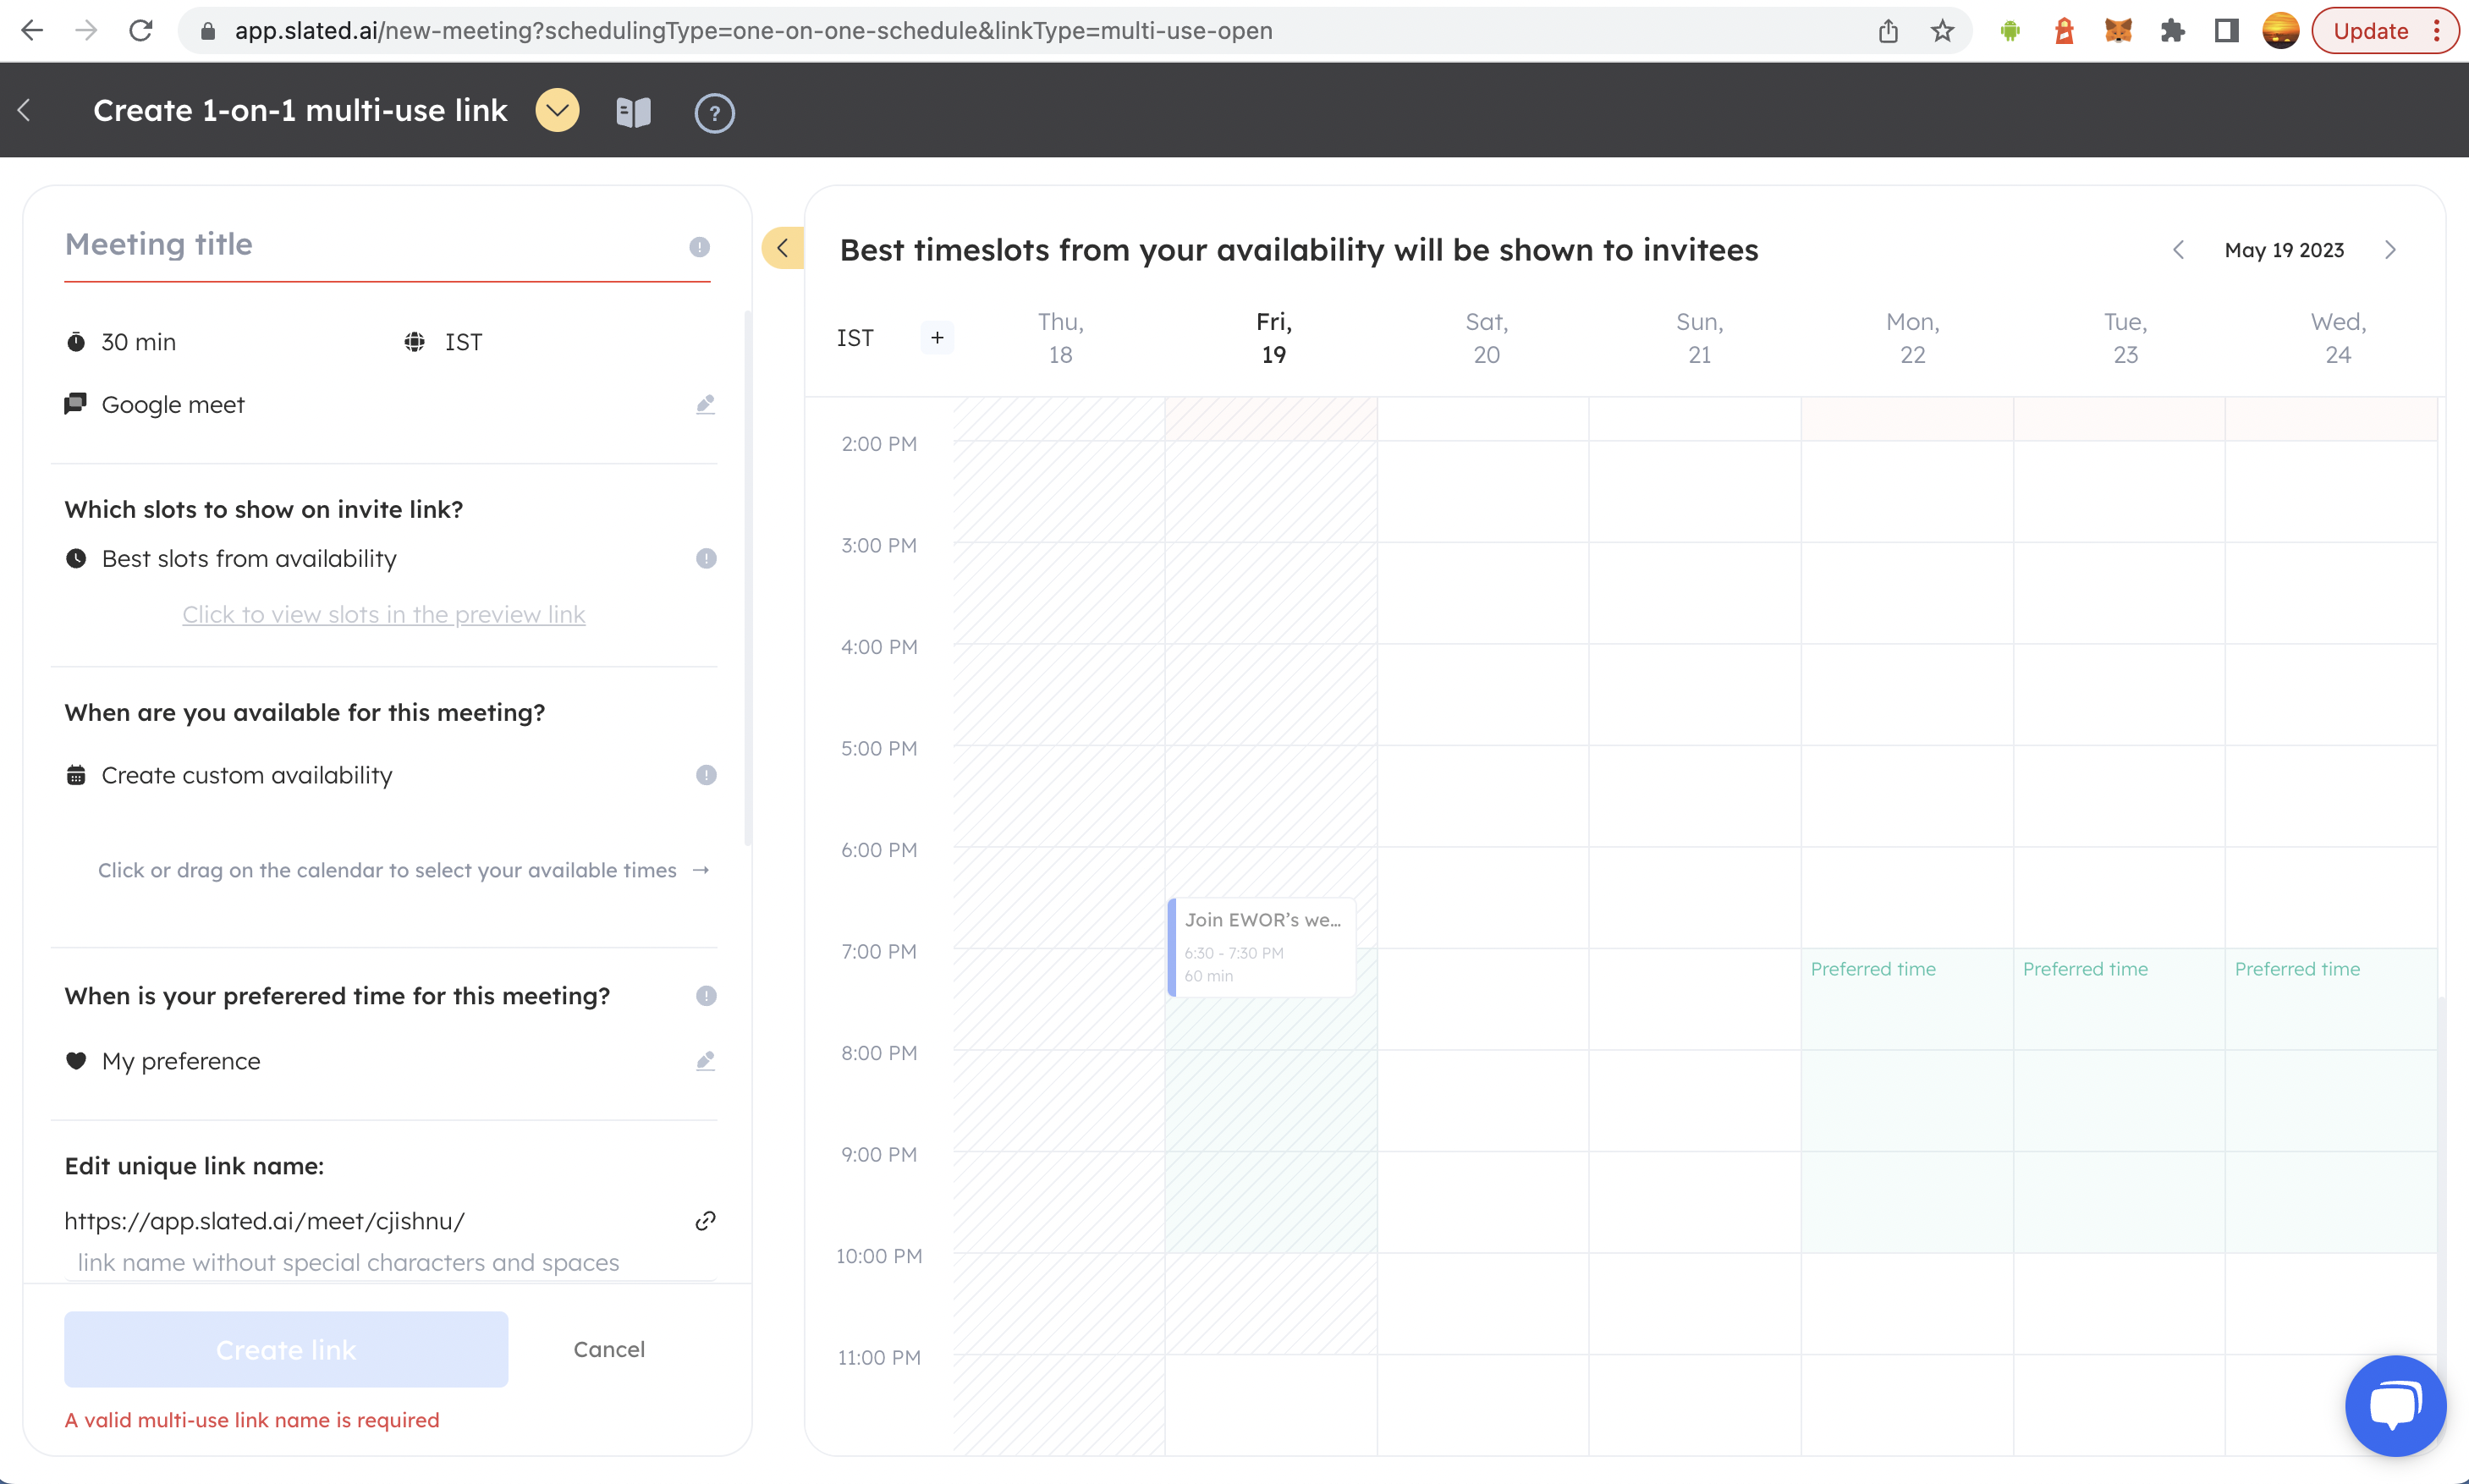 app.slated.ai/new-meeting?schedulingType=one-on-one-schedule&linkType=multi-use-open
Update
Create 1-on-1 multi-use link
?
Meeting title
!
30 min
IST
Google meet
Which slots to show on invite link?
Best slots from availability
!
Click to view slots in the preview link
When are you available for this meeting?
Create custom availability
!
Click or drag on the calendar to select your available times →
When is your preferered time for this meeting?
!
My preference
Edit unique link name:
https://app.slated.ai/meet/cjishnu/
link name without special characters and spaces
Create link
Cancel
A valid multi-use link name is required
Best timeslots from your availability will be shown to invitees
May 19 2023
IST
+
Thu,
18
Fri,
19
Sat,
20
Sun,
21
Mon,
22
Tue,
23
Wed,
24
2:00 PM
3:00 PM
4:00 PM
5:00 PM
6:00 PM
7:00 PM
8:00 PM
9:00 PM
10:00 PM
11:00 PM
Join EWOR’s we...
6:30 - 7:30 PM
60 min
Preferred time
Preferred time
Preferred time